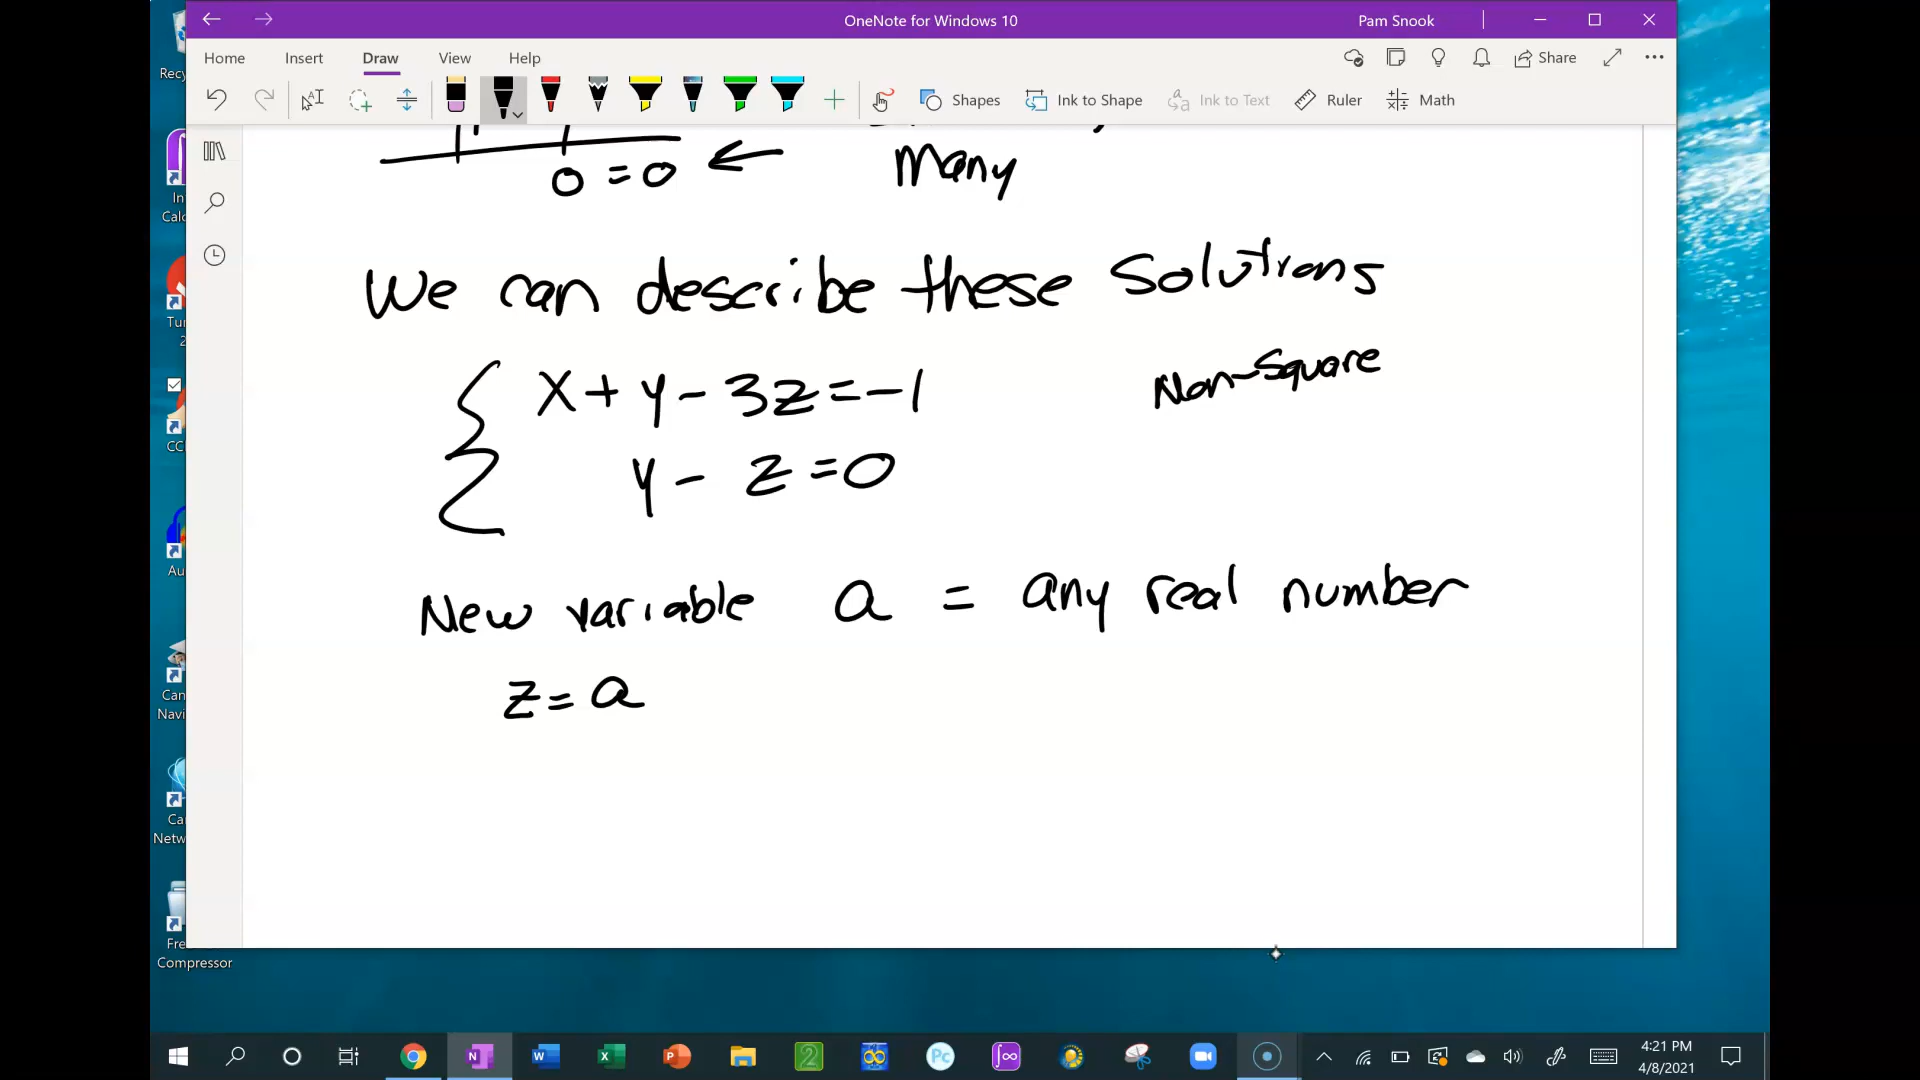 OneNote for Windows 10
Pam Snook
Home Insert Draw View Help
Share
Shapes
Ink to Shape
Ink to Text
Ruler
Math
0 = 0
Many
We can describe these solutions
x + y - 3z = -1
Non-Square
y - z = 0
New variable a = any real number
z = a
Compressor
4:21 PM
4/8/2021